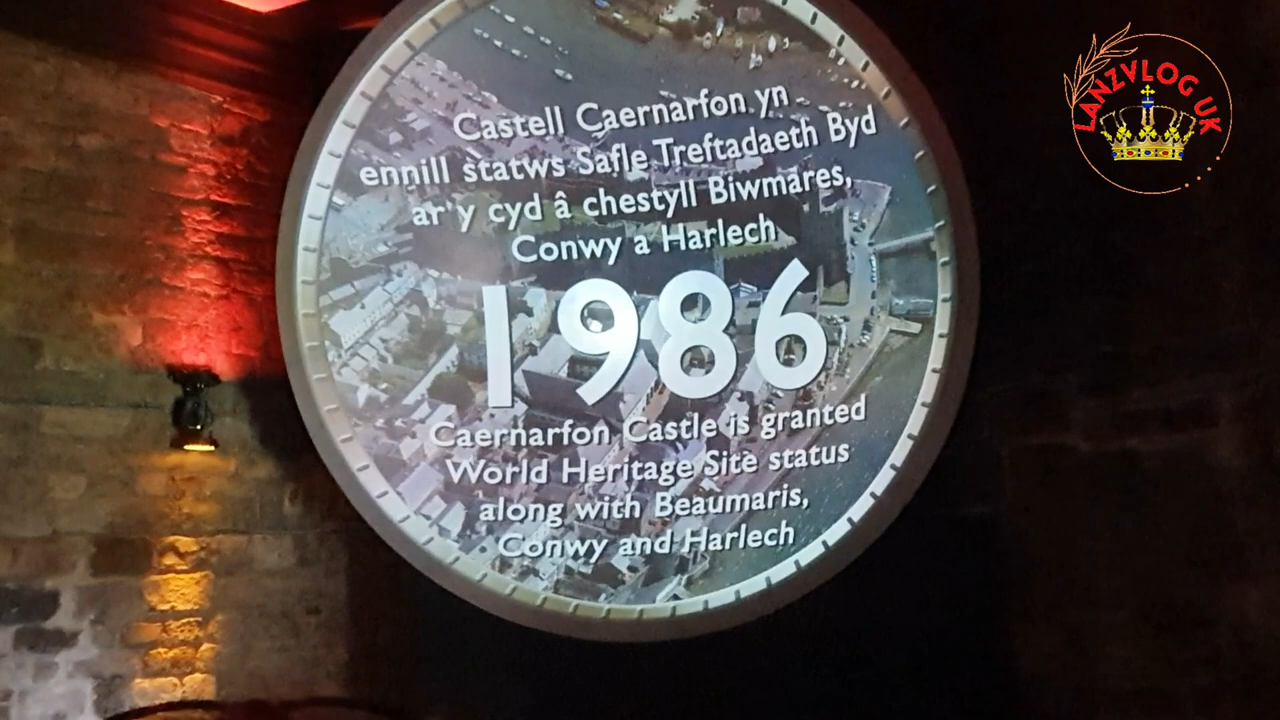 Castell Caernarfon yn
ennill statws Safle Treftadaeth Byd
ar'y cyd â chestyll Biwmares,
Conwy a Harlech
1986
Caernarfon Castle is granted
World Heritage Site status
along with Beaumaris,
Conwy and Harlech
LANZVLOG UK